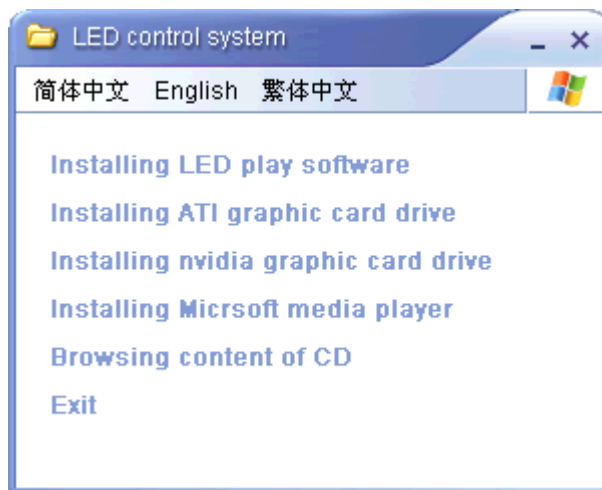 LED control system
简体中文 English 繁体中文
Installing LED play software
Installing ATI graphic card drive
Installing nvidia graphic card drive
Installing Micrsoft media player
Browsing content of CD
Exit